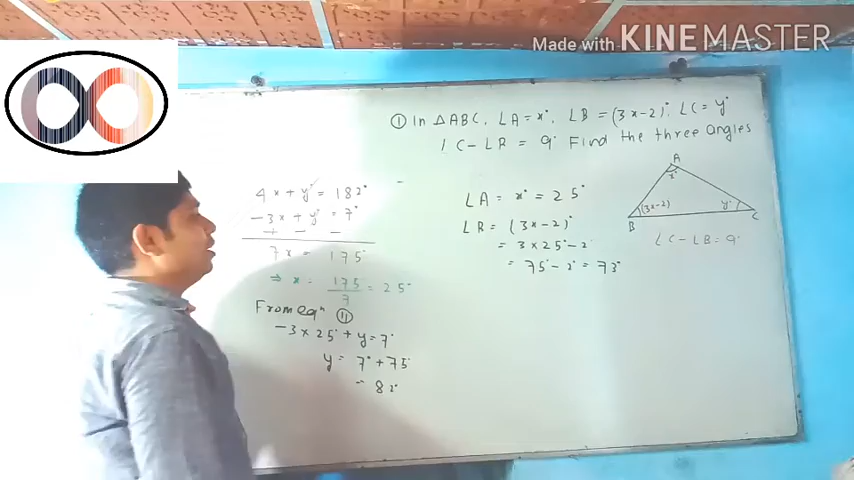 Made with KINEMASTER
① In △ABC, ∠A = x°, ∠B = (3x-2)°, ∠C = y°
∠C - ∠B = 9° Find the three angles
4x + y = 182°
-3x + y = 7°
+ - -
7x = 175°
⇒ x = 175 / 7 = 25°
From eqn ⑪
-3 × 25° + y = 7°
y = 7° + 75°
= 82°
∠A = x° = 25°
∠B = (3x-2)°
= 3 × 25° - 2°
= 75° - 2° = 73°
A
x°
(3x-2)
y°
B
C
∠C - ∠B = 9°